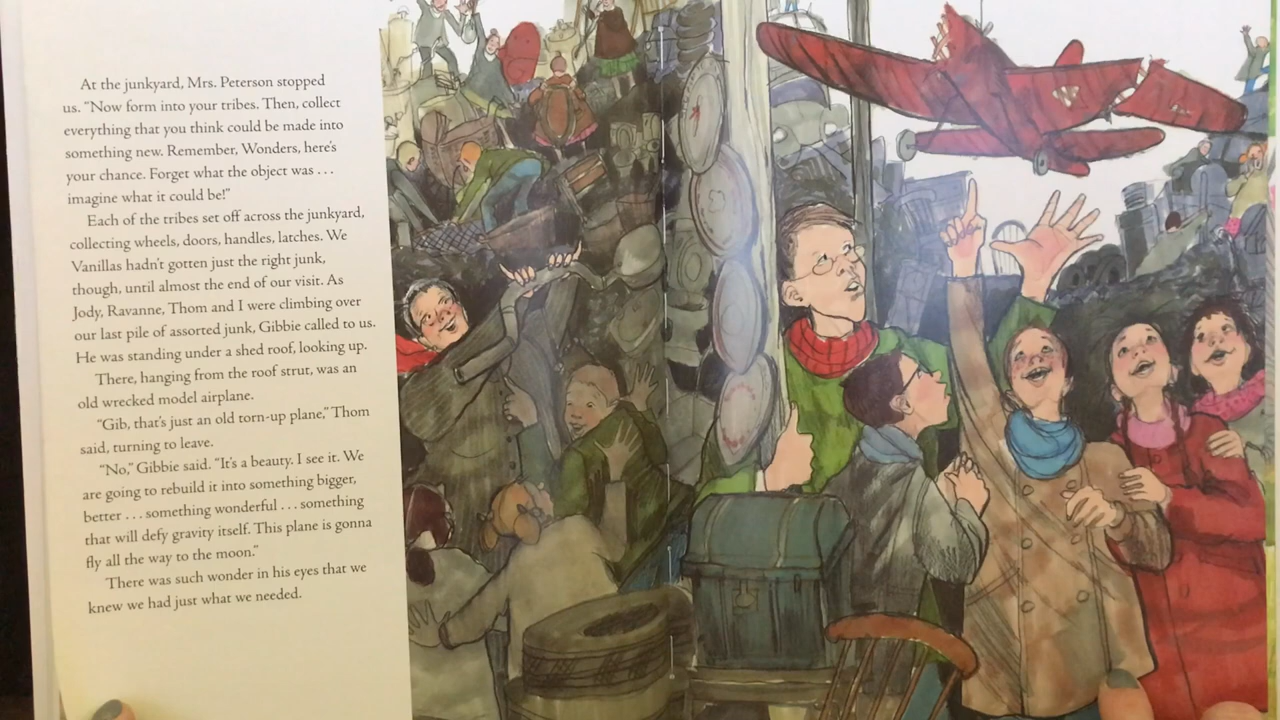 At the junkyard, Mrs. Peterson stopped
us. “Now form into your tribes. Then, collect
everything that you think could be made into
something new. Remember, Wonders, here’s
your chance. Forget what the object was . . .
imagine what it could be!”
Each of the tribes set off across the junkyard,
collecting wheels, doors, handles, latches. We
Vanillas hadn’t gotten just the right junk,
though, until almost the end of our visit. As
Jody, Ravanne, Thom and I were climbing over
our last pile of assorted junk, Gibbie called to us.
He was standing under a shed roof, looking up.
There, hanging from the roof strut, was an
old wrecked model airplane.
“Gib, that’s just an old torn-up plane,” Thom
said, turning to leave.
“No,” Gibbie said. “It’s a beauty. I see it. We
are going to rebuild it into something bigger,
better . . . something wonderful . . . something
that will defy gravity itself. This plane is gonna
fly all the way to the moon.”
There was such wonder in his eyes that we
knew we had just what we needed.